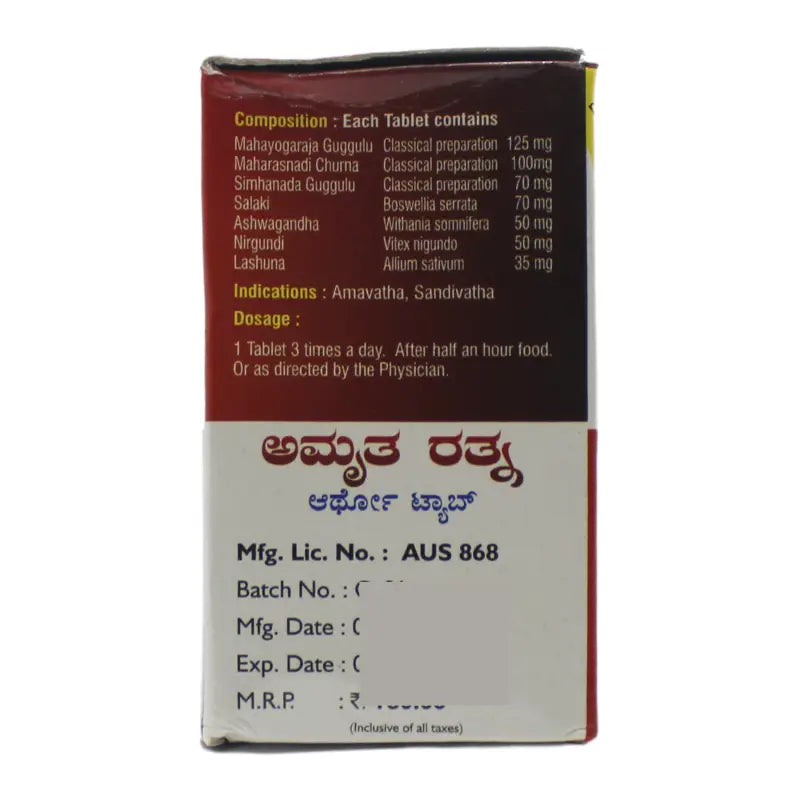 Composition : Each Tablet contains
Mahayogaraja Guggulu Classical preparation 125 mg
Maharasnadi Churna Classical preparation 100mg
Simhanada Guggulu Classical preparation 70 mg
Salaki Boswellia serrata 70 mg
Ashwagandha Withania somnifera 50 mg
Nirgundi Vitex nigundo 50 mg
Lashuna Allium sativum 35 mg
Indications : Amavatha, Sandivatha
Dosage :
1 Tablet 3 times a day. After half an hour food.
Or as directed by the Physician.
ಅಮೃತ ರತ್ನ
ಆರ್ಥೋ ಟ್ಯಾಬ್
Mfg. Lic. No. : AUS 868
Batch No. :
Mfg. Date :
Exp. Date :
M.R.P. : ₹.
(Inclusive of all taxes)